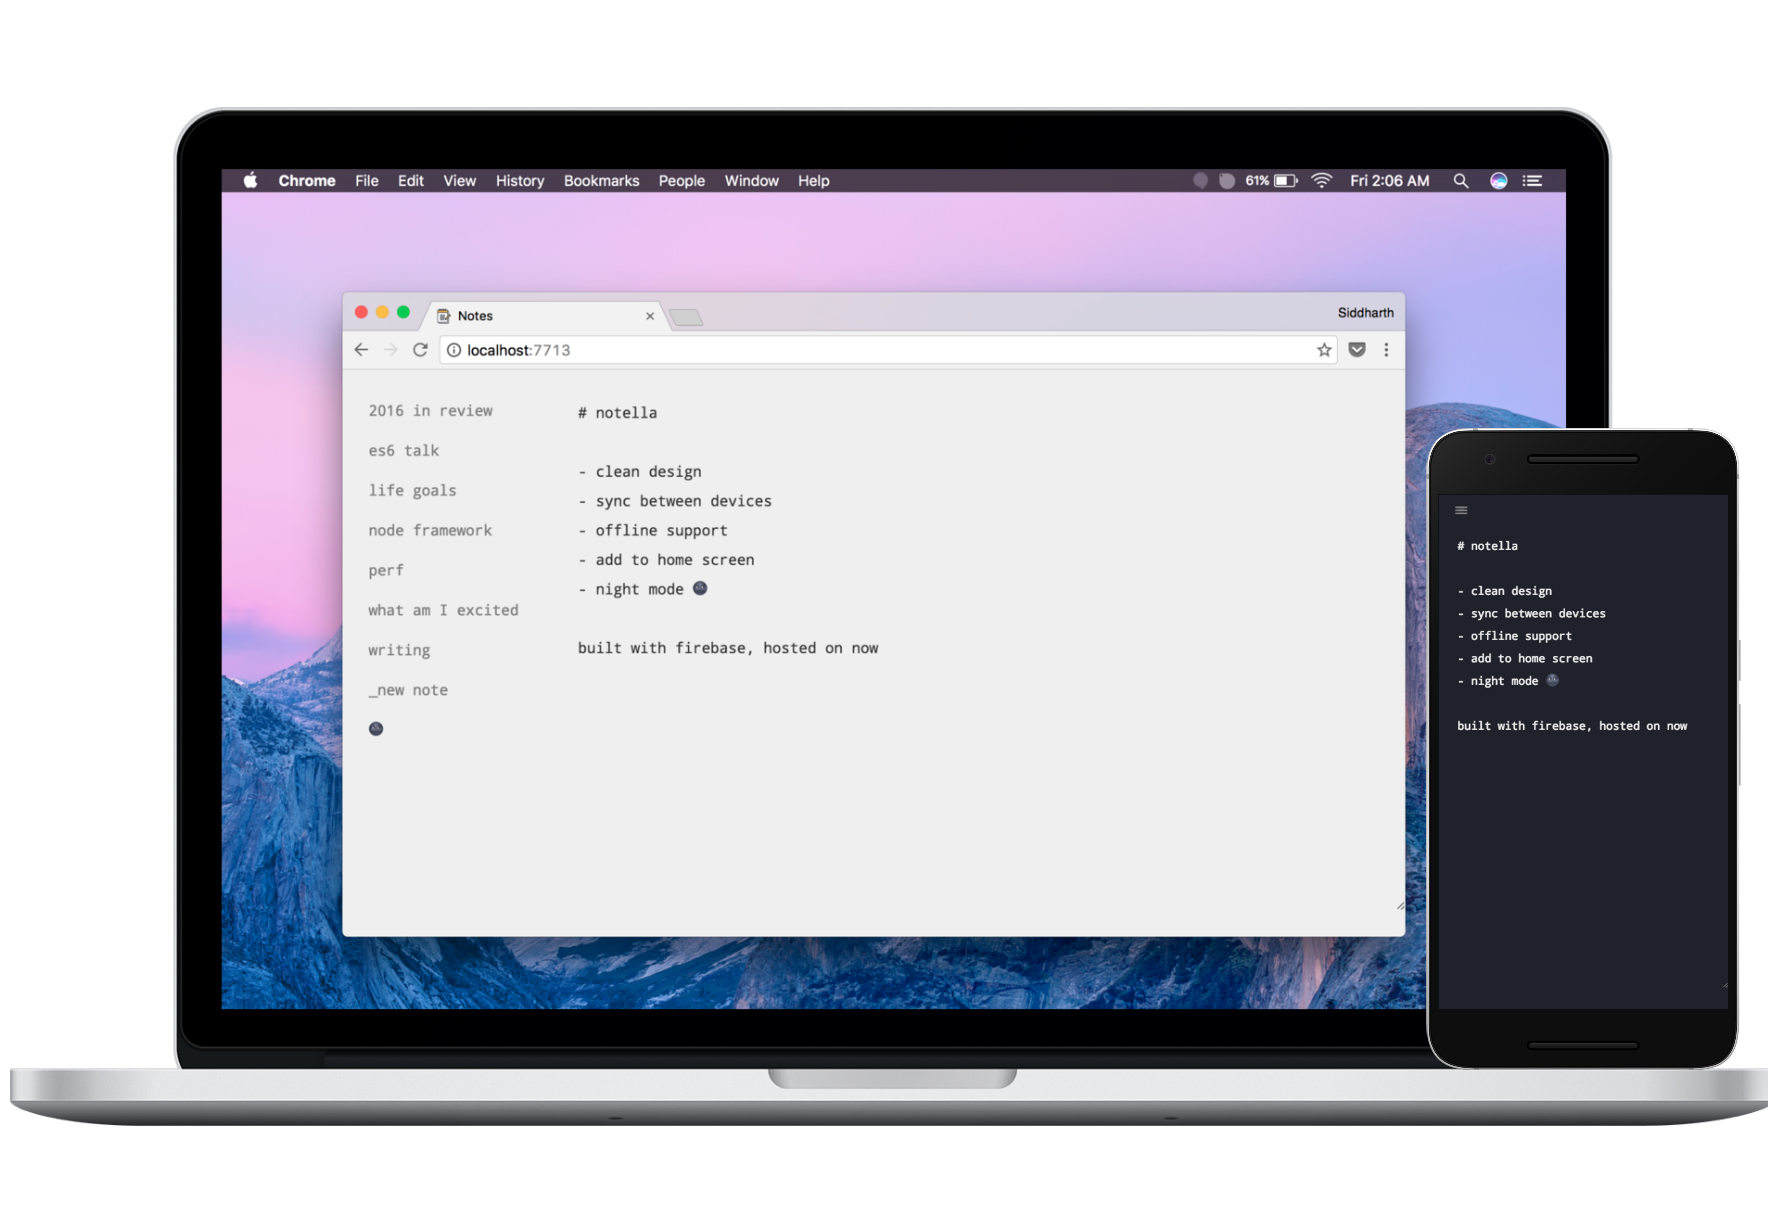 Chrome File Edit View History Bookmarks People Window Help 61% Fri 2:06 AM
Notes
Siddharth
localhost:7713
2016 in review
es6 talk
life goals
node framework
perf
what am I excited
writing
_new note
# notella
- clean design
- sync between devices
- offline support
- add to home screen
- night mode 🌚
built with firebase, hosted on now
# notella
- clean design
- sync between devices
- offline support
- add to home screen
- night mode 🌚
built with firebase, hosted on now